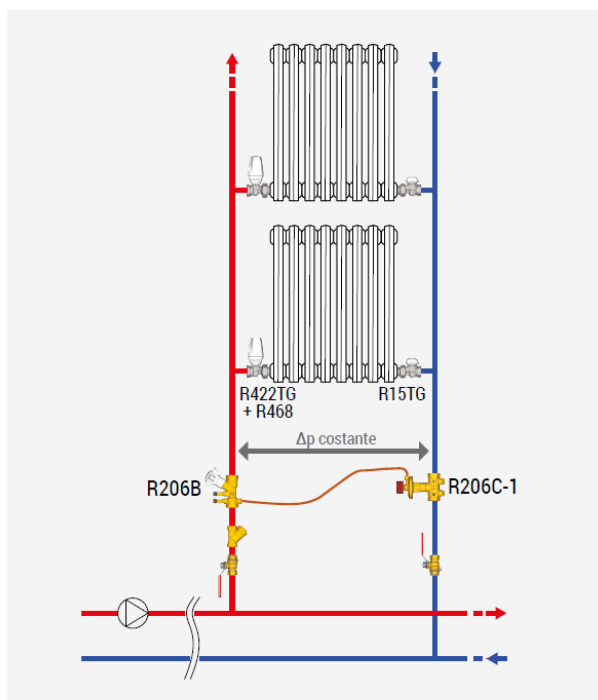 R422TG
+ R468
R15TG
Δp costante
R206B
R206C-1